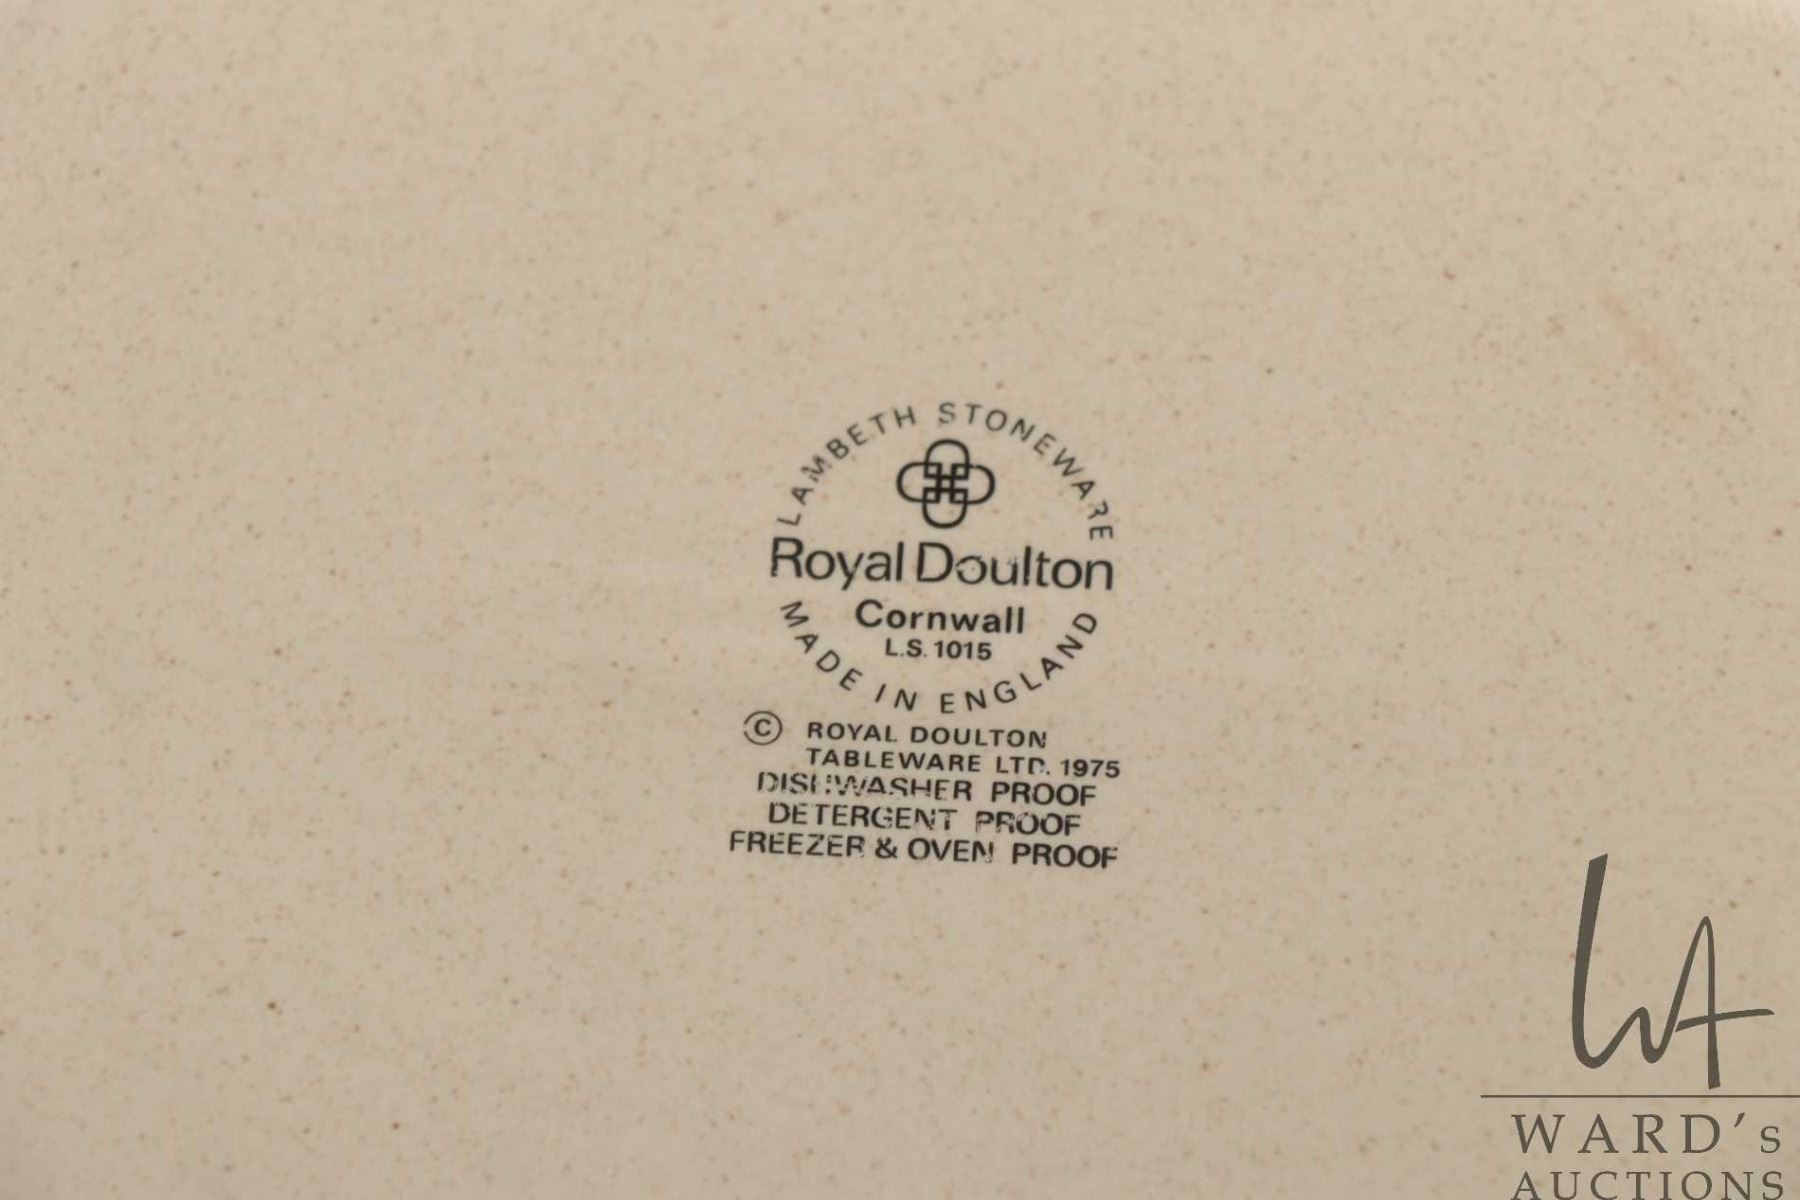 LAMBETH STONEWARE
Royal Doulton
Cornwall
L.S. 1015
MADE IN ENGLAND
© ROYAL DOULTON
TABLEWARE LTD. 1975
DISHWASHER PROOF
DETERGENT PROOF
FREEZER & OVEN PROOF
WA
WARD's
AUCTIONS